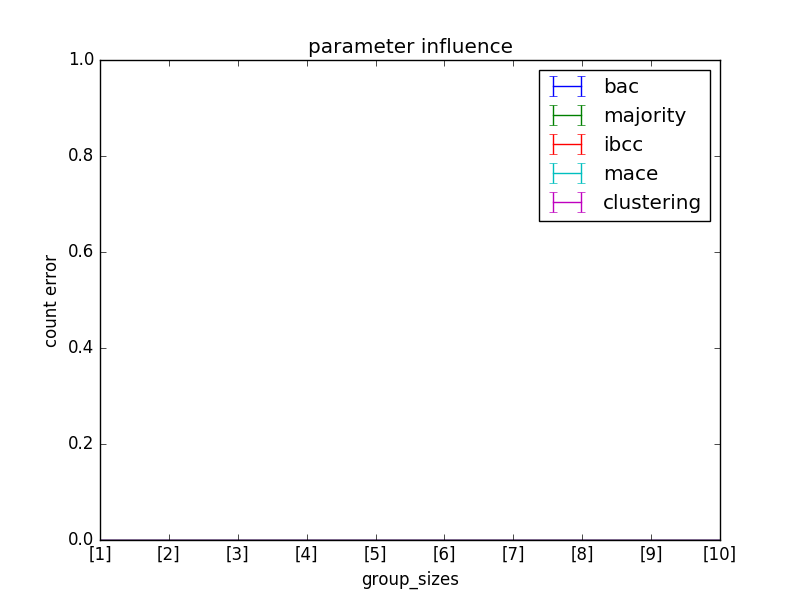 parameter influence
1.0
0.8
0.6
0.4
0.2
0.0
count error
bac
majority
ibcc
mace
clustering
[1] [2] [3] [4] [5] [6] [7] [8] [9] [10]
group_sizes